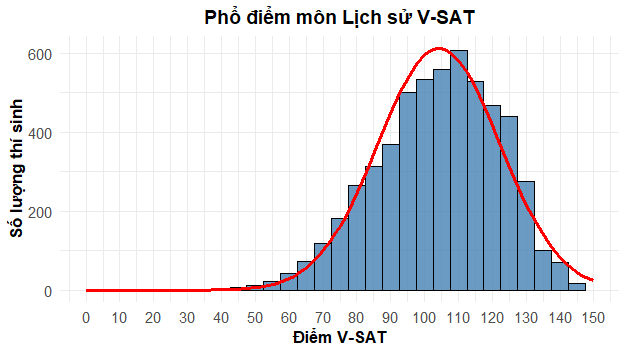 Phổ điểm môn Lịch sử V-SAT
Số lượng thí sinh
600
400
200
0
0 10 20 30 40 50 60 70 80 90 100 110 120 130 140 150
Điểm V-SAT